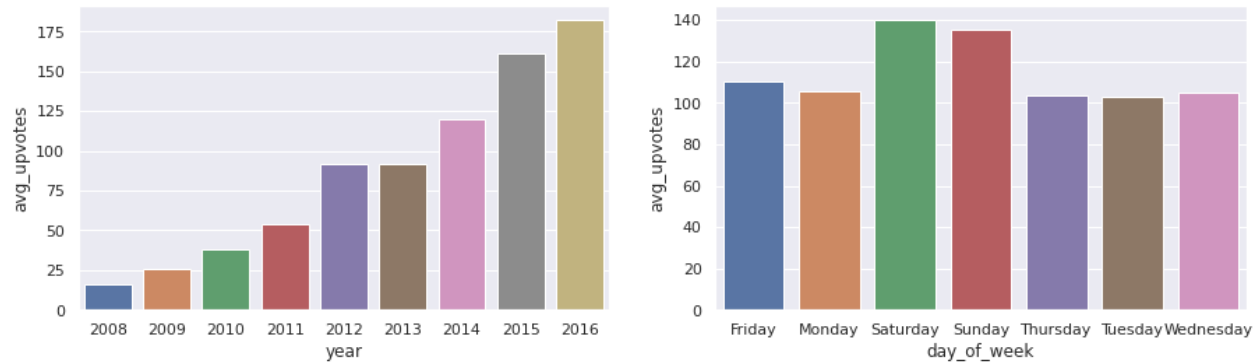 avg_upvotes
175
150
125
100
75
50
25
0
2008 2009 2010 2011 2012 2013 2014 2015 2016
year
avg_upvotes
140
120
100
80
60
40
20
0
Friday Monday Saturday Sunday Thursday Tuesday Wednesday
day_of_week